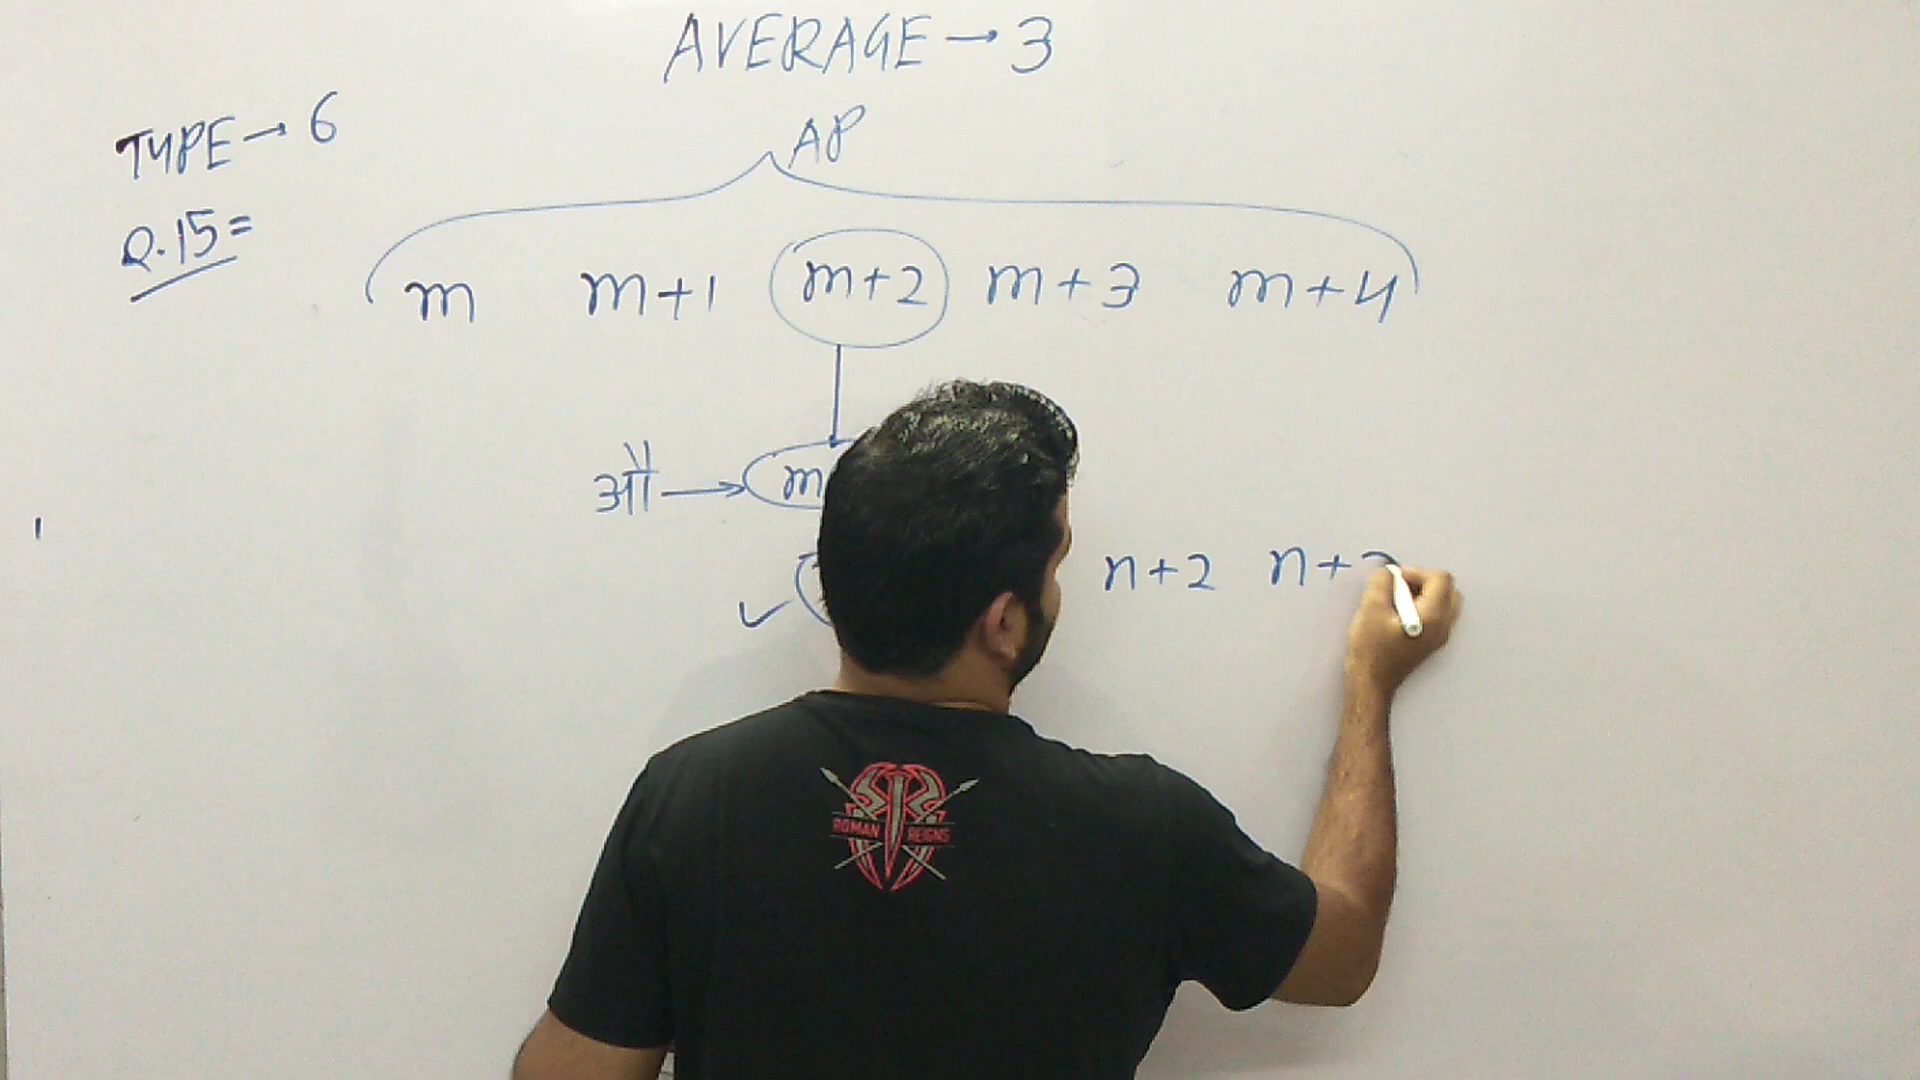 AVERAGE → 3
TYPE → 6
AP
Q.15 =
m m+1 m+2 m+3 m+4
औ → m
n+2 n+
ROMAN REIGNS